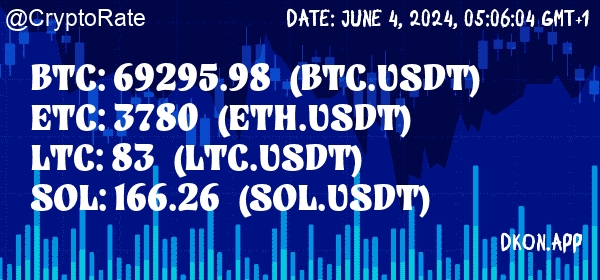 @CryptoRate
DATE: JUNE 4, 2024, 05:06:04 GMT+1
BTC: 69295.98 (BTC.USDT)
ETC: 3780 (ETH.USDT)
LTC: 83 (LTC.USDT)
SOL: 166.26 (SOL.USDT)
DKON.APP